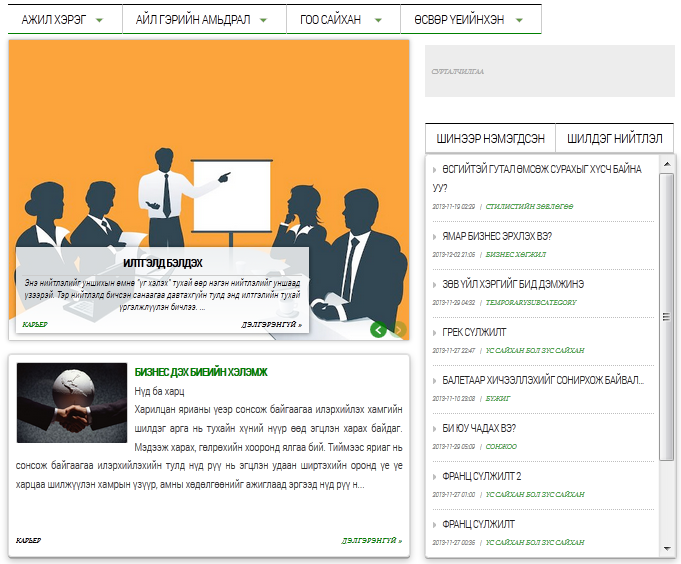 АЖИЛ ХЭРЭГ
АЙЛ ГЭРИЙН АМЬДРАЛ
ГОО САЙХАН
ӨСВӨР ҮЕИЙНХЭН
СУРТАЛЧИЛГАА
ИЛТГЭЛД БЭЛДЭХ
Энэ нийтлэлийг уншихын өмнө "үг хэлэх" тухай өөр нэгэн нийтлэлийг уншаад
үзээрэй. Тэр нийтлэлд бичсэн санаагаа давтахгүйн тулд энд илтгэлийн тухай
үргэлжлүүлэн бичлээ. ...
КАРЬЕР
ДЭЛГЭРЭНГҮЙ »
БИЗНЕС ДЭХ БИЕИЙН ХЭЛЭМЖ
Нүд ба харц
Харилцан ярианы үеэр сонсож байгаагаа илэрхийлэх хамгийн
шилдэг арга нь тухайн хүний нүүр өөд эгцлэн харах байдаг.
Мэдээж харах, гөлрөхийн хооронд ялгаа бий. Тиймээс яриаг нь
сонсож байгаагаа илэрхийлэхийн тулд нүд рүү нь эгцлэн удаан ширтэхийн оронд үе үе
харцаа шилжүүлэн хамрын үзүүр, амны хөдөлгөөнийг ажиглаад эргээд нүд рүү н...
КАРЬЕР
ДЭЛГЭРЭНГҮЙ »
ШИНЭЭР НЭМЭГДСЭН
ШИЛДЭГ НИЙТЛЭЛ
ӨСГИЙТЭЙ ГУТАЛ ӨМСӨЖ СУРАХЫГ ХҮСЧ БАЙНА
УУ?
2013-11-19 02:29 | СТИЛИСТИЙН ЗӨВЛӨГӨӨ
ЯМАР БИЗНЕС ЭРХЛЭХ ВЭ?
2013-12-02 21:05 | БИЗНЕС ХӨГЖИЛ
ЗӨВ ҮЙЛ ХЭРГИЙГ БИД ДЭМЖИНЭ
2013-11-29 04:32 | TEMPORARYSUBCATEGORY
ГРЕК СҮЛЖИЛТ
2013-11-27 22:47 | ҮС САЙХАН БОЛ ЗҮС САЙХАН
БАЛЕТААР ХИЧЭЭЛЛЭХИЙГ СОНИРХОЖ БАЙВАЛ...
2013-11-10 23:08 | БҮЖИГ
БИ ЮУ ЧАДАХ ВЭ?
2013-11-29 05:09 | СОНЖОО
ФРАНЦ СҮЛЖИЛТ 2
2013-11-27 01:00 | ҮС САЙХАН БОЛ ЗҮС САЙХАН
ФРАНЦ СҮЛЖИЛТ
2013-11-27 00:36 | ҮС САЙХАН БОЛ ЗҮС САЙХАН